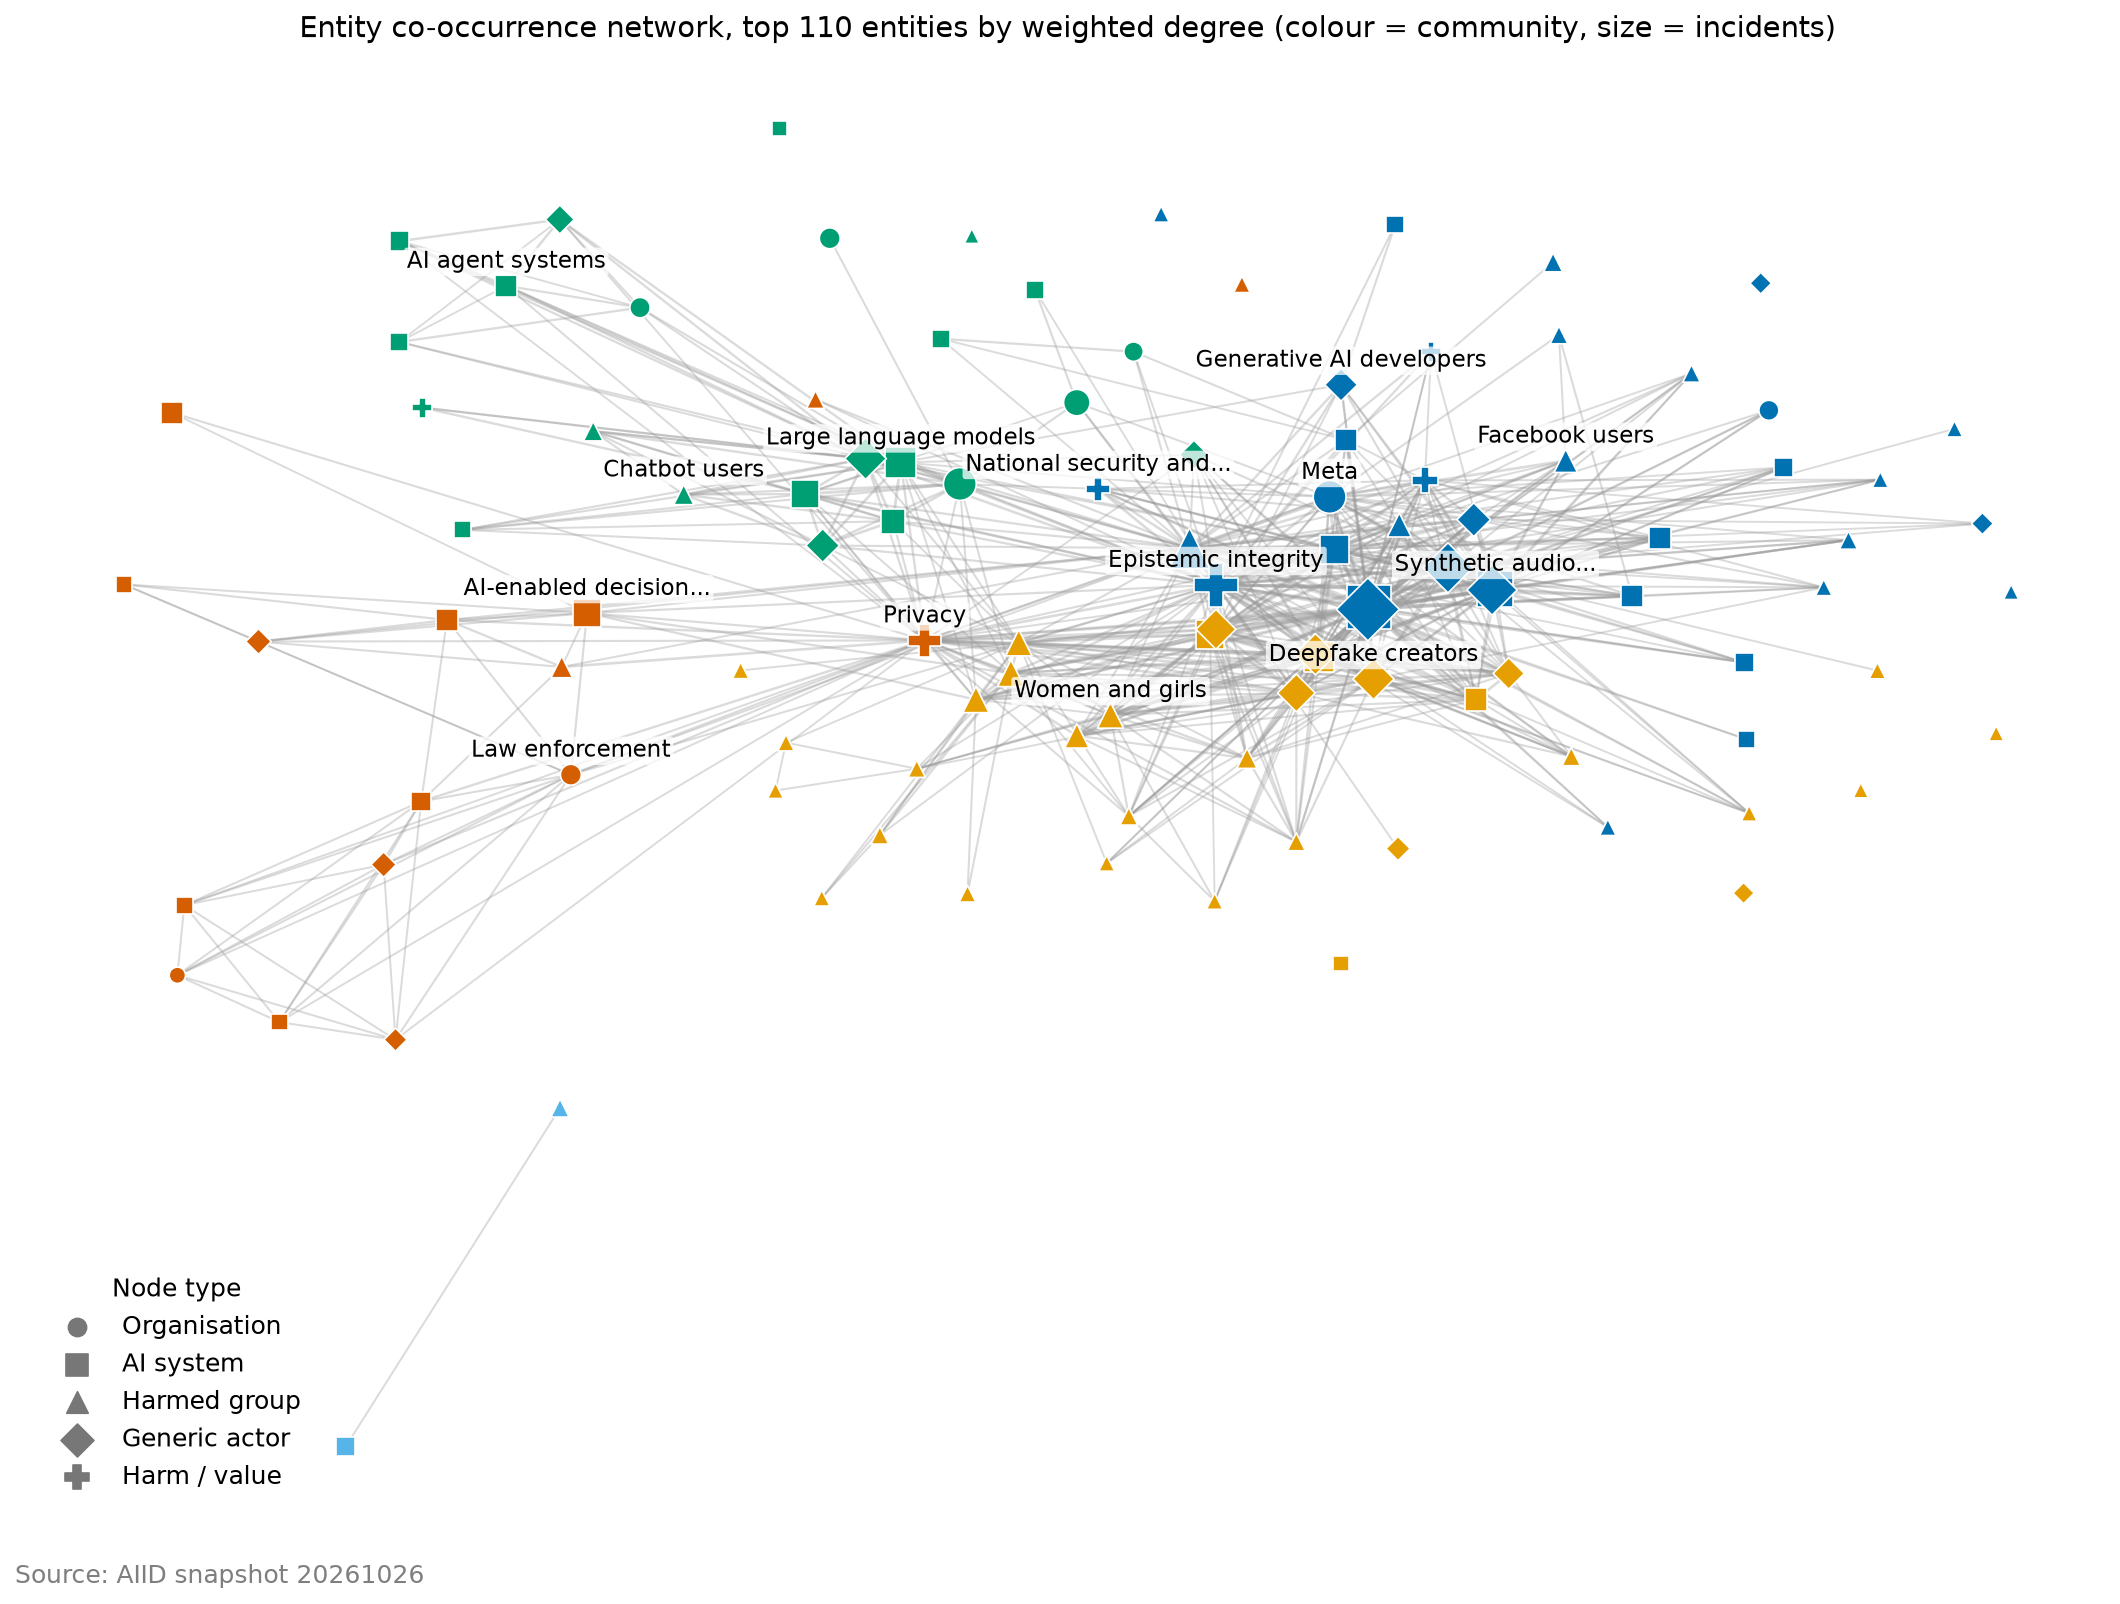 Entity co-occurrence network, top 110 entities by weighted degree (colour = community, size = incidents)
AI agent systems
Generative AI developers
Large language models
Facebook users
Chatbot users
National security and...
Meta
Epistemic integrity
Synthetic audio...
AI-enabled decision...
Privacy
Deepfake creators
Women and girls
Law enforcement
Node type
Organisation
AI system
Harmed group
Generic actor
Harm / value
Source: AIID snapshot 20261026